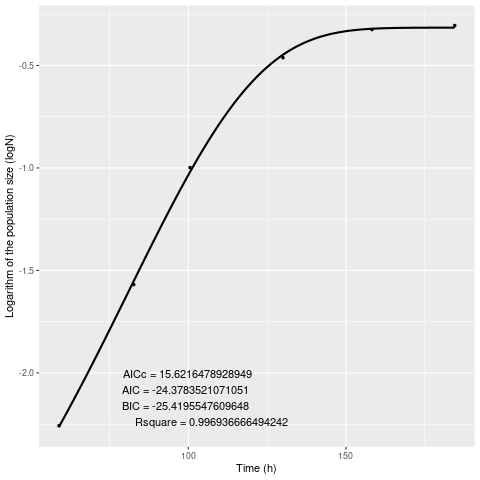 Logarithm of the population size (logN)
-0.5
-1.0
-1.5
-2.0
AICc = 15.6216478928949
AIC = -24.3783521071051
BIC = -25.4195547609648
Rsquare = 0.996936666494242
100
150
Time (h)